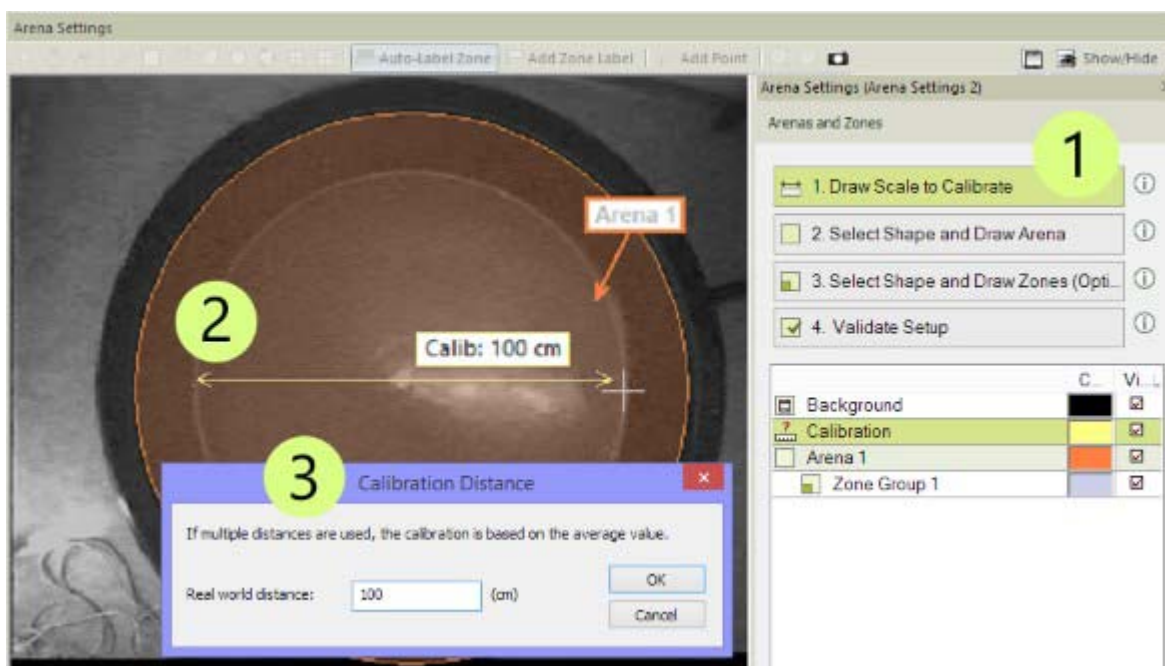 Arena Settings
Auto-Label Zone Add Zone Label Add Point Show/Hide
Arena Settings (Arena Settings 2)
Arenas and Zones
1
1. Draw Scale to Calibrate
2. Select Shape and Draw Arena
3. Select Shape and Draw Zones (Opti...
4. Validate Setup
C... Vi...
Background
Calibration
Arena 1
Zone Group 1
Arena 1
2
Calib: 100 cm
3
Calibration Distance
If multiple distances are used, the calibration is based on the average value.
Real world distance: 100 (cm)
OK
Cancel